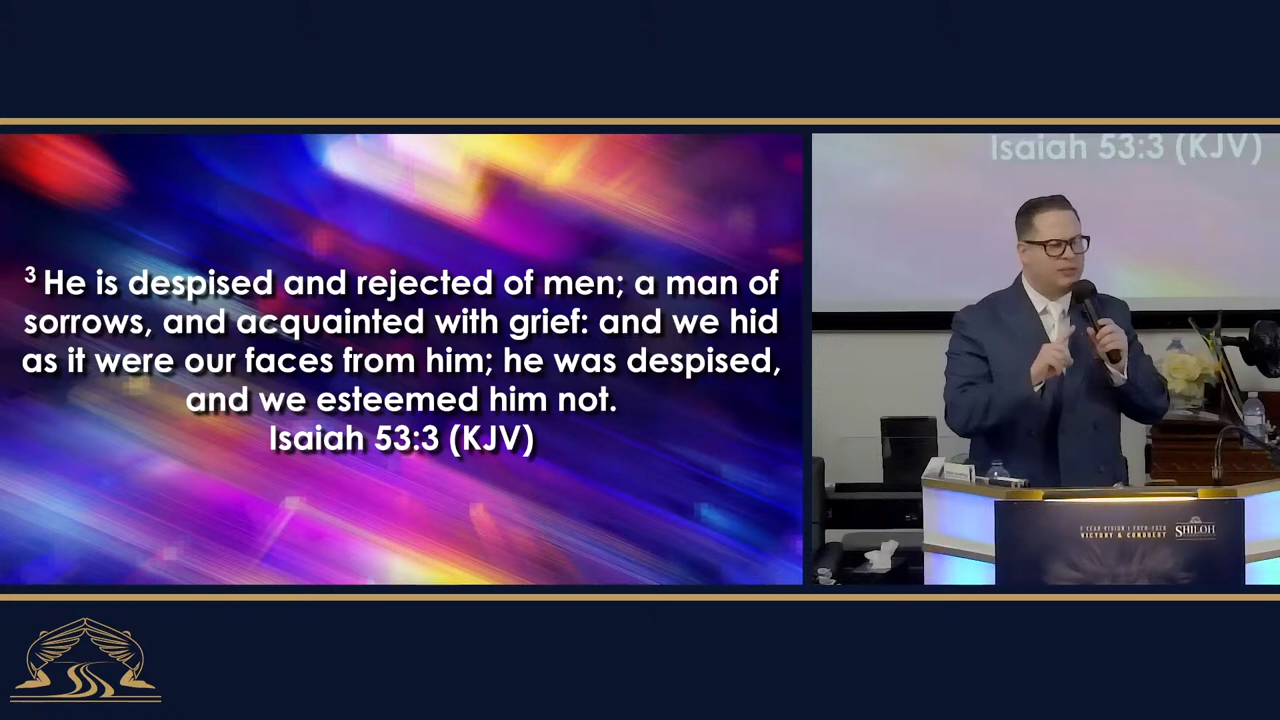 ³ He is despised and rejected of men; a man of
sorrows, and acquainted with grief: and we hid
as it were our faces from him; he was despised,
and we esteemed him not.
Isaiah 53:3 (KJV)
Isaiah 53:3 (KJV)
VICTORY & CONQUEST
SHILOH